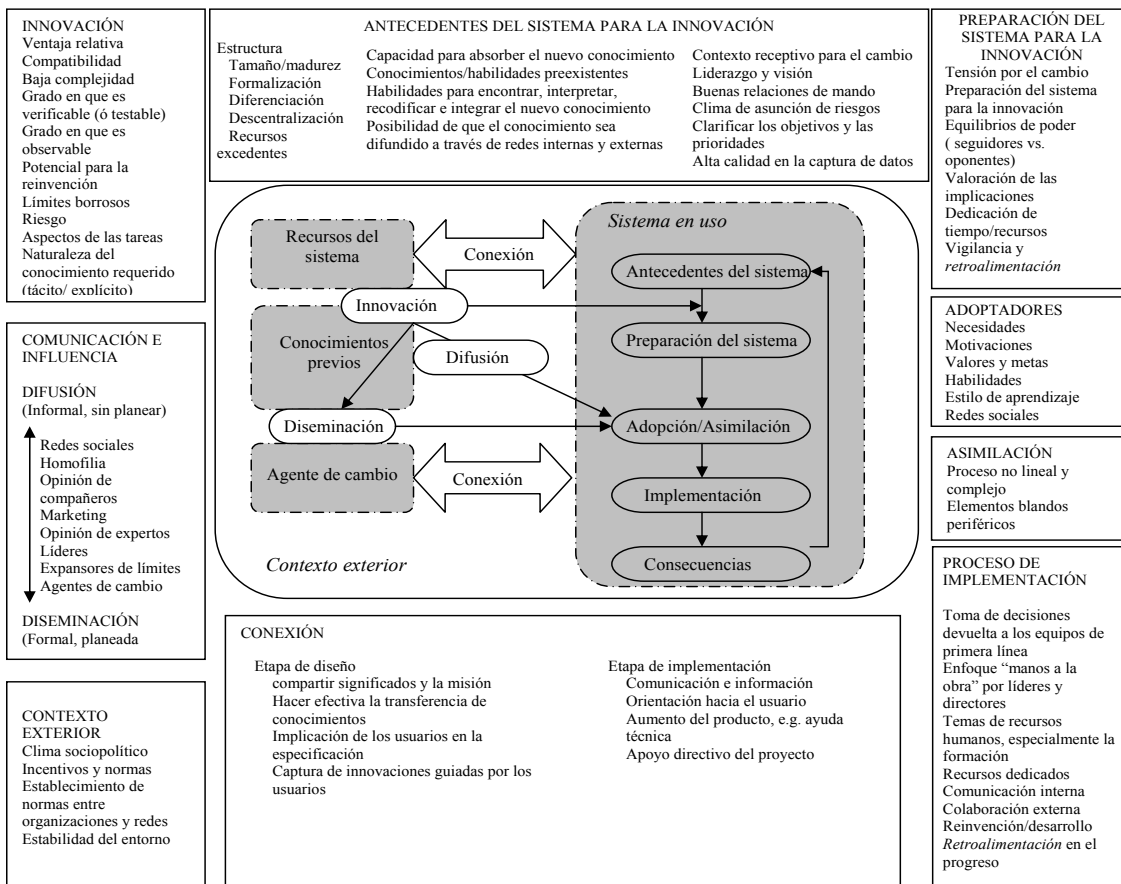 INNOVACIÓN
Ventaja relativa
Compatibilidad
Baja complejidad
Grado en que es
verificable (ó testable)
Grado en que es
observable
Potencial para la
reinvención
Límites borrosos
Riesgo
Aspectos de las tareas
Naturaleza del
conocimiento requerido
(tácito/ explícito)
ANTECEDENTES DEL SISTEMA PARA LA INNOVACIÓN
Estructura
Tamaño/madurez
Formalización
Diferenciación
Descentralización
Recursos
excedentes
Capacidad para absorber el nuevo conocimiento
Conocimientos/habilidades preexistentes
Habilidades para encontrar, interpretar,
recodificar e integrar el nuevo conocimiento
Posibilidad de que el conocimiento sea
difundido a través de redes internas y externas
Contexto receptivo para el cambio
Liderazgo y visión
Buenas relaciones de mando
Clima de asunción de riesgos
Clarificar los objetivos y las
prioridades
Alta calidad en la captura de datos
PREPARACIÓN DEL
SISTEMA PARA LA
INNOVACIÓN
Tensión por el cambio
Preparación del sistema
para la innovación
Equilibrios de poder
( seguidores vs.
oponentes)
Valoración de las
implicaciones
Dedicación de
tiempo/recursos
Vigilancia y
retroalimentación
COMUNICACIÓN E
INFLUENCIA
DIFUSIÓN
(Informal, sin planear)
Redes sociales
Homofilia
Opinión de
compañeros
Marketing
Opinión de expertos
Líderes
Expansores de límites
Agentes de cambio
DISEMINACIÓN
(Formal, planeada
Recursos del
sistema
Conexión
Innovación
Conocimientos
previos
Difusión
Diseminación
Agente de cambio
Conexión
Contexto exterior
Sistema en uso
Antecedentes del sistema
Preparación del sistema
Adopción/Asimilación
Implementación
Consecuencias
ADOPTADORES
Necesidades
Motivaciones
Valores y metas
Habilidades
Estilo de aprendizaje
Redes sociales
ASIMILACIÓN
Proceso no lineal y
complejo
Elementos blandos
periféricos
CONTEXTO
EXTERIOR
Clima sociopolítico
Incentivos y normas
Establecimiento de
normas entre
organizaciones y redes
Estabilidad del entorno
CONEXIÓN
Etapa de diseño
compartir significados y la misión
Hacer efectiva la transferencia de
conocimientos
Implicación de los usuarios en la
especificación
Captura de innovaciones guiadas por los
usuarios
Etapa de implementación
Comunicación e información
Orientación hacia el usuario
Aumento del producto, e.g. ayuda
técnica
Apoyo directivo del proyecto
PROCESO DE
IMPLEMENTACIÓN
Toma de decisiones
devuelta a los equipos de
primera línea
Enfoque “manos a la
obra” por líderes y
directores
Temas de recursos
humanos, especialmente la
formación
Recursos dedicados
Comunicación interna
Colaboración externa
Reinvención/desarrollo
Retroalimentación en el
progreso